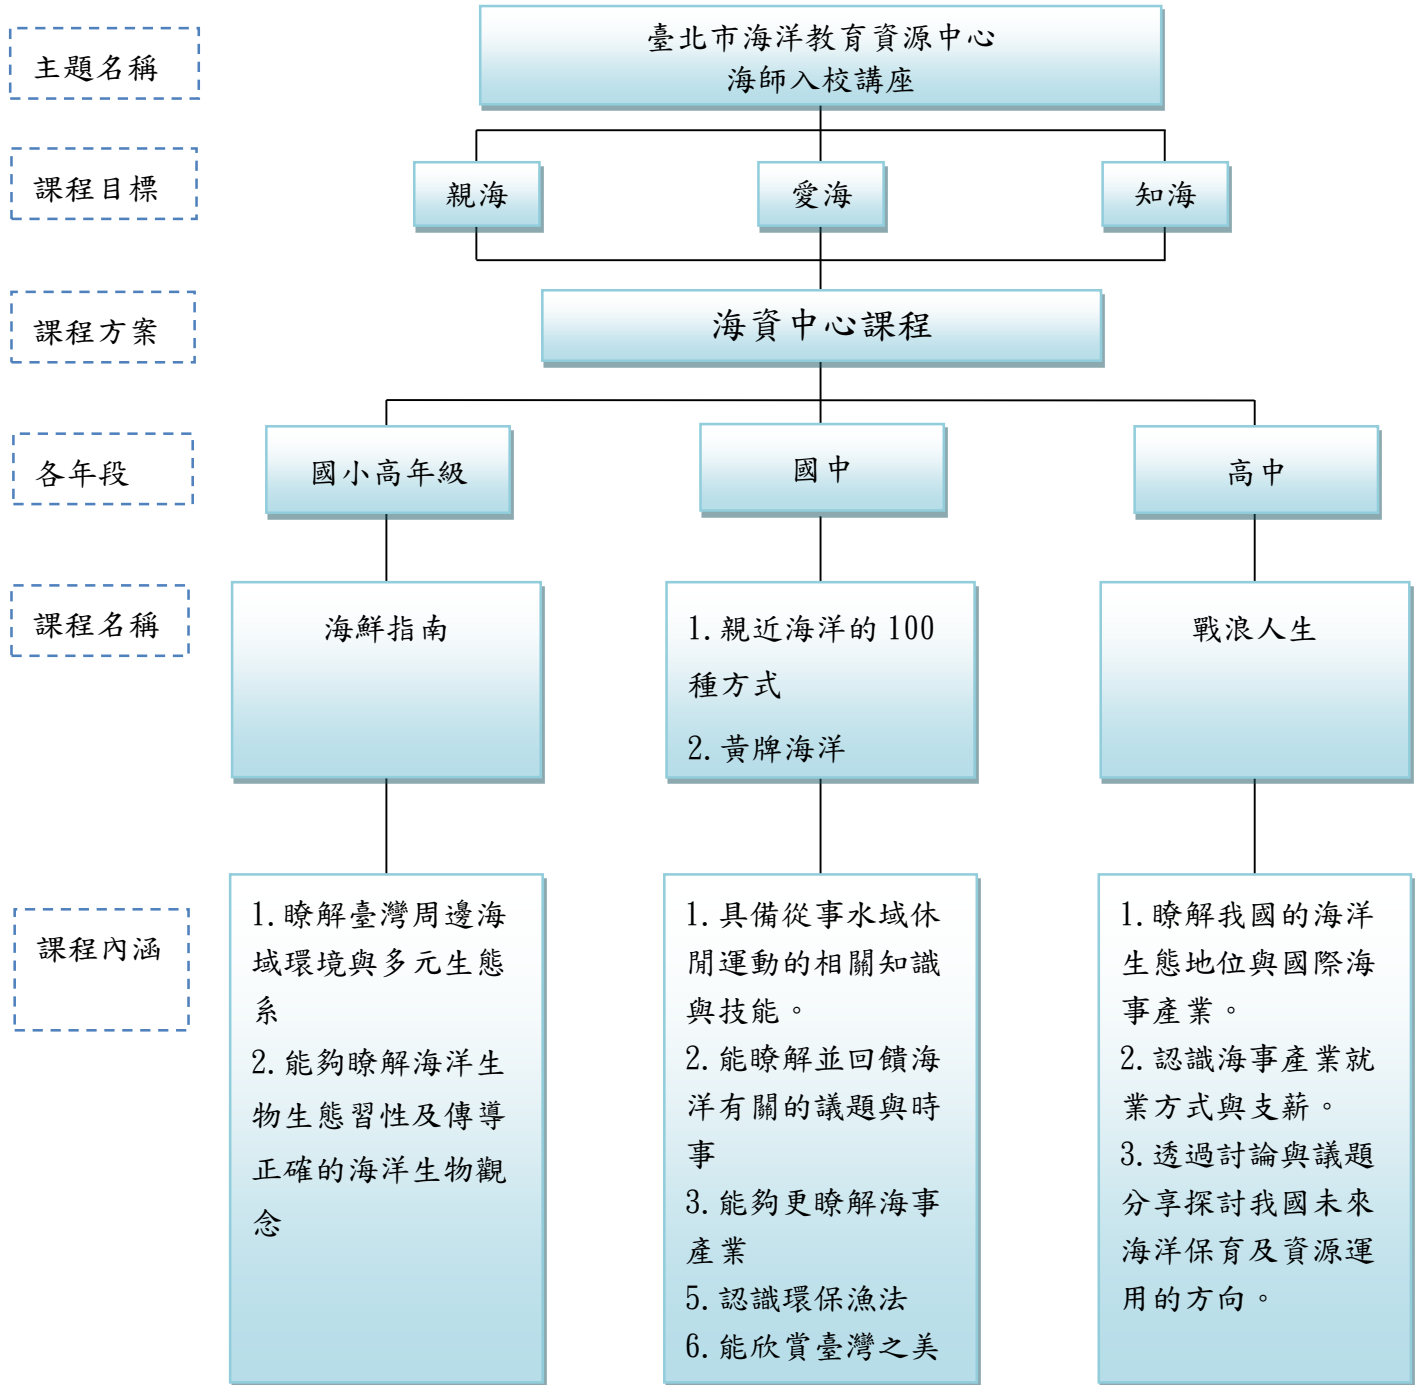 主題名稱
臺北市海洋教育資源中心
海師入校講座
課程目標
親海
愛海
知海
課程方案
海資中心課程
各年段
國小高年級
國中
高中
課程名稱
海鮮指南
1.親近海洋的 100
種方式
2.黃牌海洋
戰浪人生
課程內涵
1.瞭解臺灣周邊海
域環境與多元生態
系
2.能夠瞭解海洋生
物生態習性及傳導
正確的海洋生物觀
念
1.具備從事水域休
閒運動的相關知識
與技能。
2.能瞭解並回饋海
洋有關的議題與時
事
3.能夠更瞭解海事
產業
5.認識環保漁法
6.能欣賞臺灣之美
1.瞭解我國的海洋
生態地位與國際海
事產業。
2.認識海事產業就
業方式與支薪。
3.透過討論與議題
分享探討我國未來
海洋保育及資源運
用的方向。